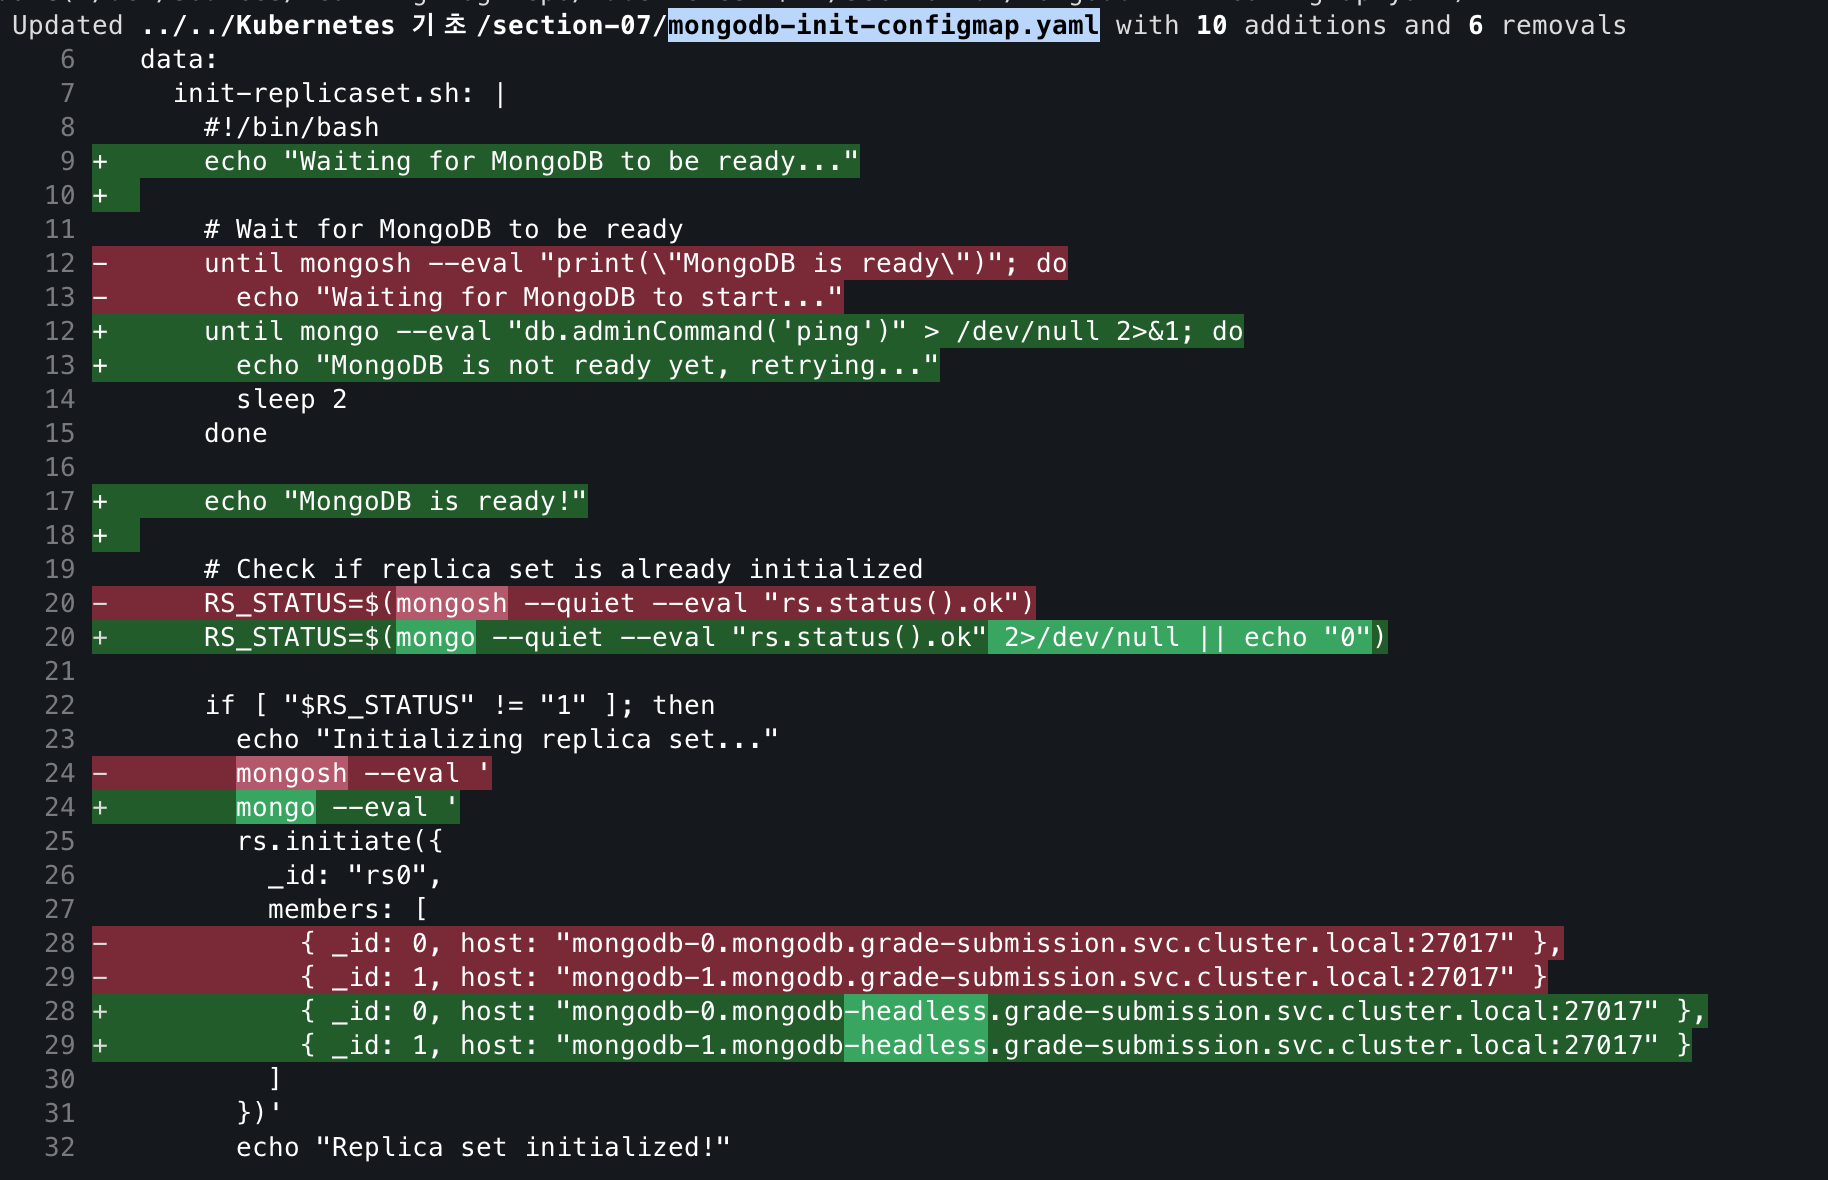 Updated ../../Kubernetes 기초/section-07/mongodb-init-configmap.yaml with 10 additions and 6 removals
6    data:
7      init-replicaset.sh: |
8        #!/bin/bash
9 +      echo "Waiting for MongoDB to be ready..."
10 +
11        # Wait for MongoDB to be ready
12 -      until mongosh --eval "print(\"MongoDB is ready\")"; do
13 -        echo "Waiting for MongoDB to start..."
12 +      until mongo --eval "db.adminCommand('ping')" > /dev/null 2>&1; do
13 +        echo "MongoDB is not ready yet, retrying..."
14          sleep 2
15        done
16
17 +      echo "MongoDB is ready!"
18 +
19        # Check if replica set is already initialized
20 -      RS_STATUS=$(mongosh --quiet --eval "rs.status().ok")
20 +      RS_STATUS=$(mongo --quiet --eval "rs.status().ok" 2>/dev/null || echo "0")
21
22        if [ "$RS_STATUS" != "1" ]; then
23          echo "Initializing replica set..."
24 -        mongosh --eval '
24 +        mongo --eval '
25          rs.initiate({
26            _id: "rs0",
27            members: [
28 -            { _id: 0, host: "mongodb-0.mongodb.grade-submission.svc.cluster.local:27017" },
29 -            { _id: 1, host: "mongodb-1.mongodb.grade-submission.svc.cluster.local:27017" }
28 +            { _id: 0, host: "mongodb-0.mongodb-headless.grade-submission.svc.cluster.local:27017" },
29 +            { _id: 1, host: "mongodb-1.mongodb-headless.grade-submission.svc.cluster.local:27017" }
30            ]
31          })'
32          echo "Replica set initialized!"